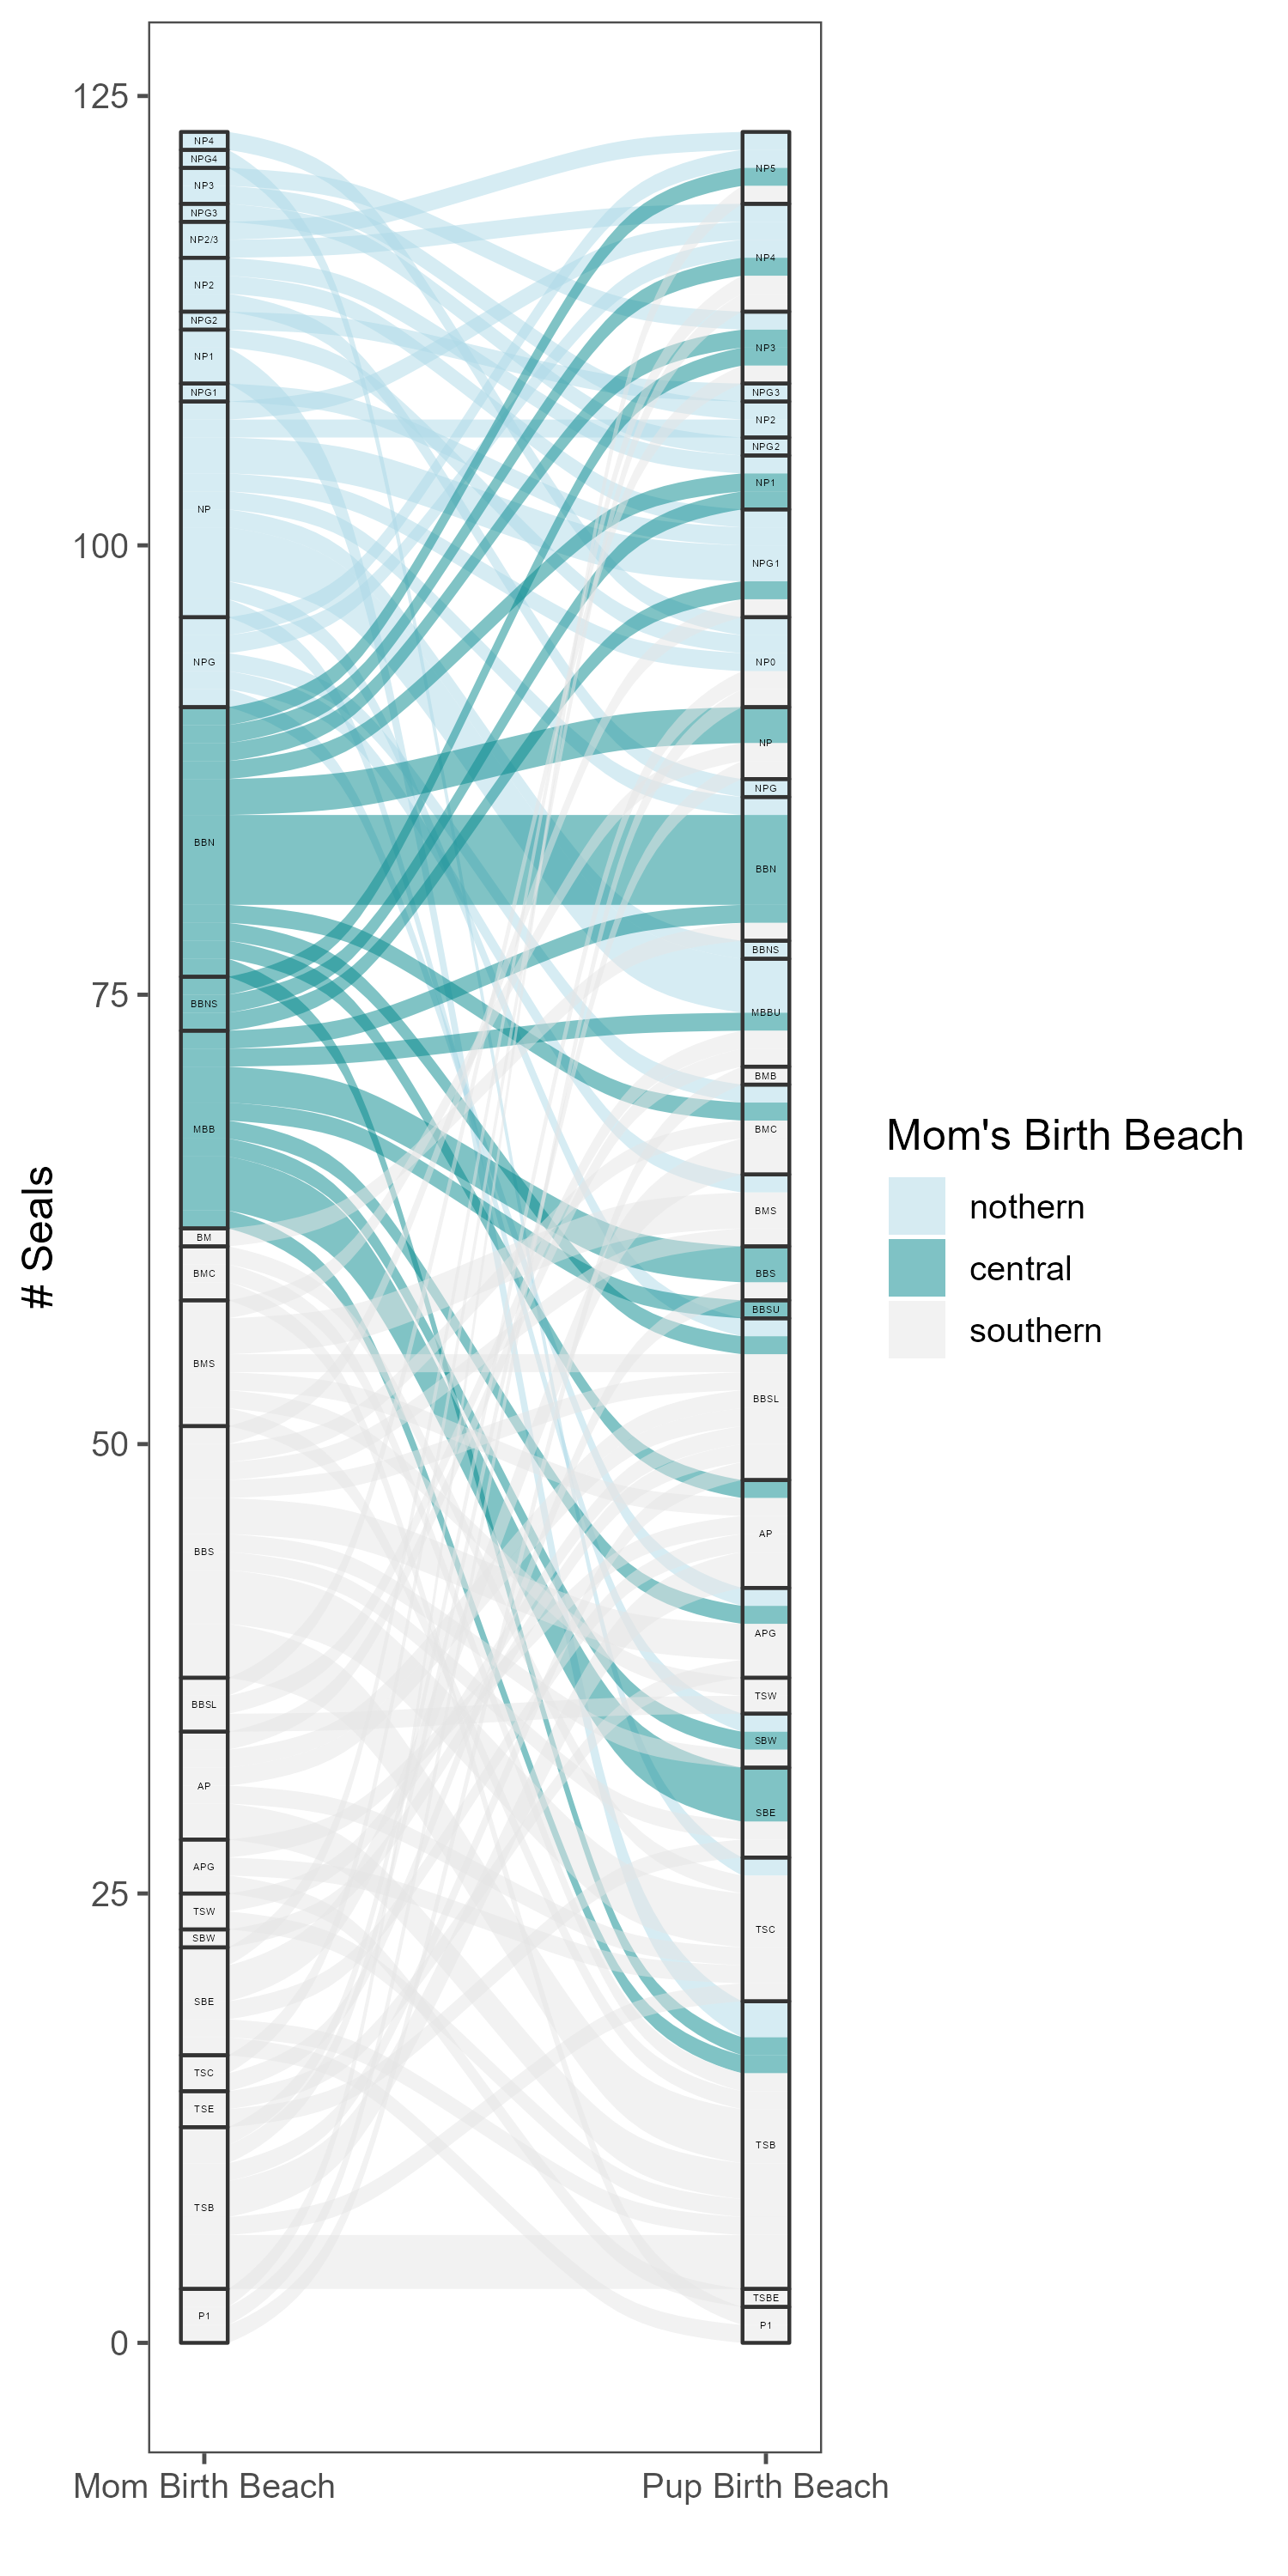 125
100
75
50
25
0
# Seals
NP4
NPG4
NP3
NPG3
NP2/3
NP2
NPG2
NP1
NPG1
NP
NPG
BBN
BBNS
MBB
BM
BMC
BMS
BBS
BBSL
AP
APG
TSW
SBW
SBE
TSC
TSE
TSB
P1
NP5
NP4
NP3
NPG3
NP2
NPG2
NP1
NPG1
NP0
NP
NPG
BBN
BBNS
MBBU
BMB
BMC
BMS
BBS
BBSU
BBSL
AP
APG
TSW
SBW
SBE
TSC
TSB
TSBE
P1
Mom Birth Beach
Pup Birth Beach
Mom's Birth Beach
nothern
central
southern